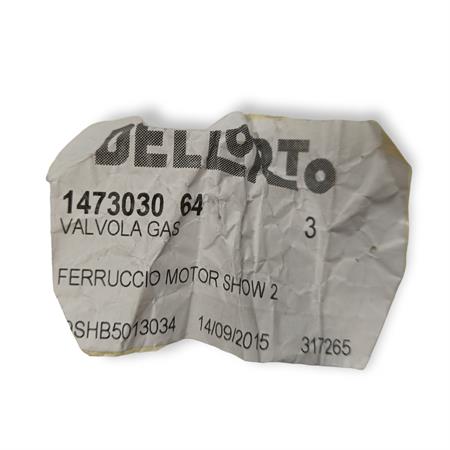 DELLORTO
1473030 64
VALVOLA GAS 3
FERRUCCIO MOTOR SHOW 2
SHB5013034 14/09/2015 317265